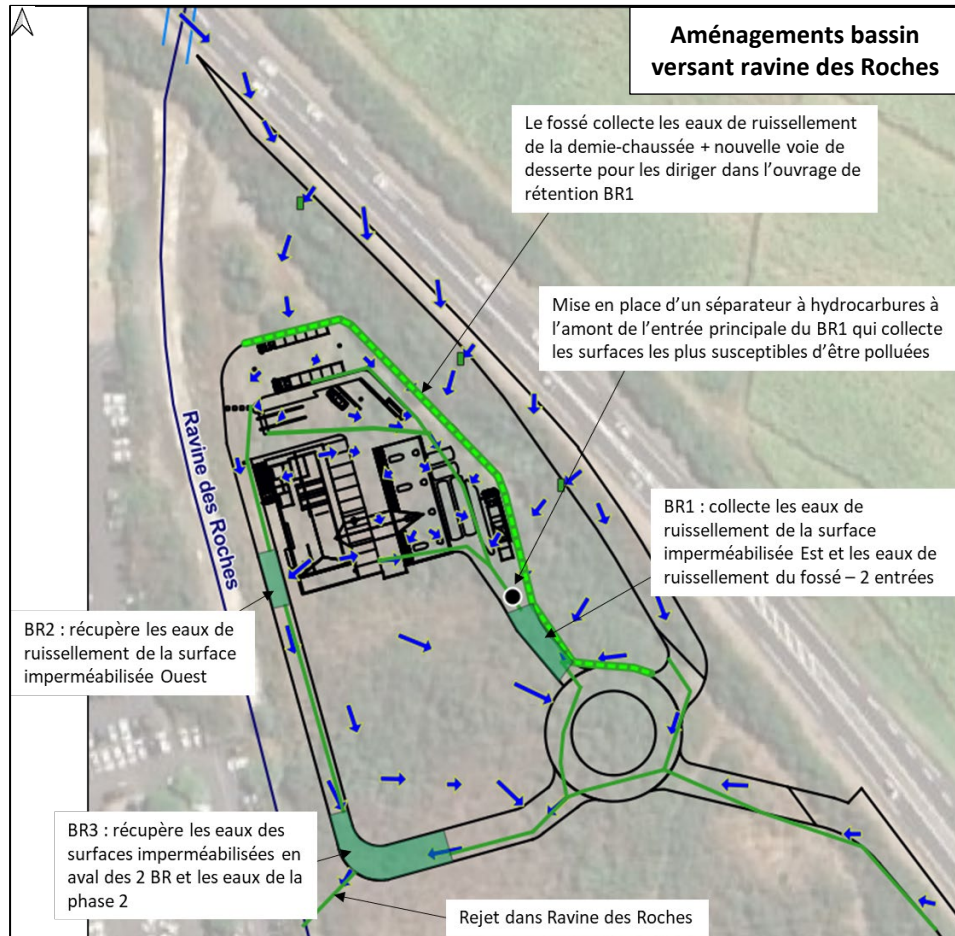 Aménagements bassin
versant ravine des Roches
Le fossé collecte les eaux de ruissellement
de la demie-chaussée + nouvelle voie de
desserte pour les diriger dans l’ouvrage de
rétention BR1
Mise en place d’un séparateur à hydrocarbures à
l’amont de l’entrée principale du BR1 qui collecte
les surfaces les plus susceptibles d’être polluées
Ravine des Roches
BR1 : collecte les eaux de
ruissellement de la surface
imperméabilisée Est et les eaux de
ruissellement du fossé – 2 entrées
BR2 : récupère les eaux de
ruissellement de la surface
imperméabilisée Ouest
BR3 : récupère les eaux des
surfaces imperméabilisées en
aval des 2 BR et les eaux de la
phase 2
Rejet dans Ravine des Roches